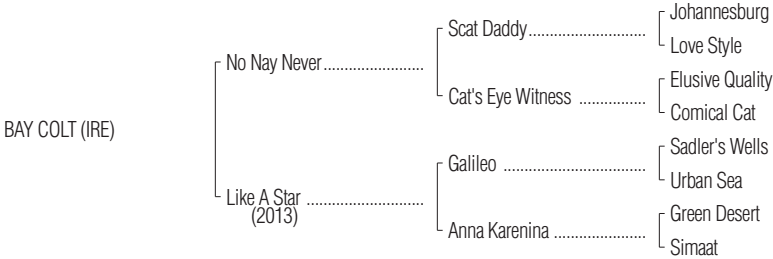 Johannesburg
Scat Daddy..............................
Love Style
No Nay Never..........................
Elusive Quality
Cat's Eye Witness .................
Comical Cat
BAY COLT (IRE)
Sadler's Wells
Galileo .....................................
Urban Sea
Like A Star ..............................
(2013)
Green Desert
Anna Karenina .......................
Simaat